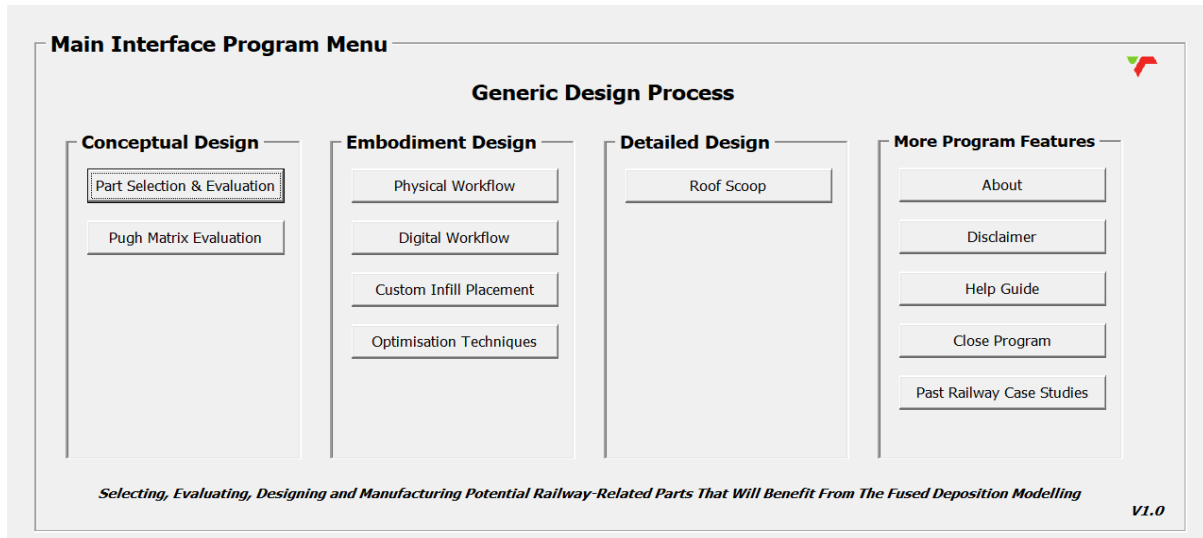 Main Interface Program Menu
Generic Design Process
Conceptual Design
Part Selection & Evaluation
Pugh Matrix Evaluation
Embodiment Design
Physical Workflow
Digital Workflow
Custom Infill Placement
Optimisation Techniques
Detailed Design
Roof Scoop
More Program Features
About
Disclaimer
Help Guide
Close Program
Past Railway Case Studies
Selecting, Evaluating, Designing and Manufacturing Potential Railway-Related Parts That Will Benefit From The Fused Deposition Modelling
V1.0